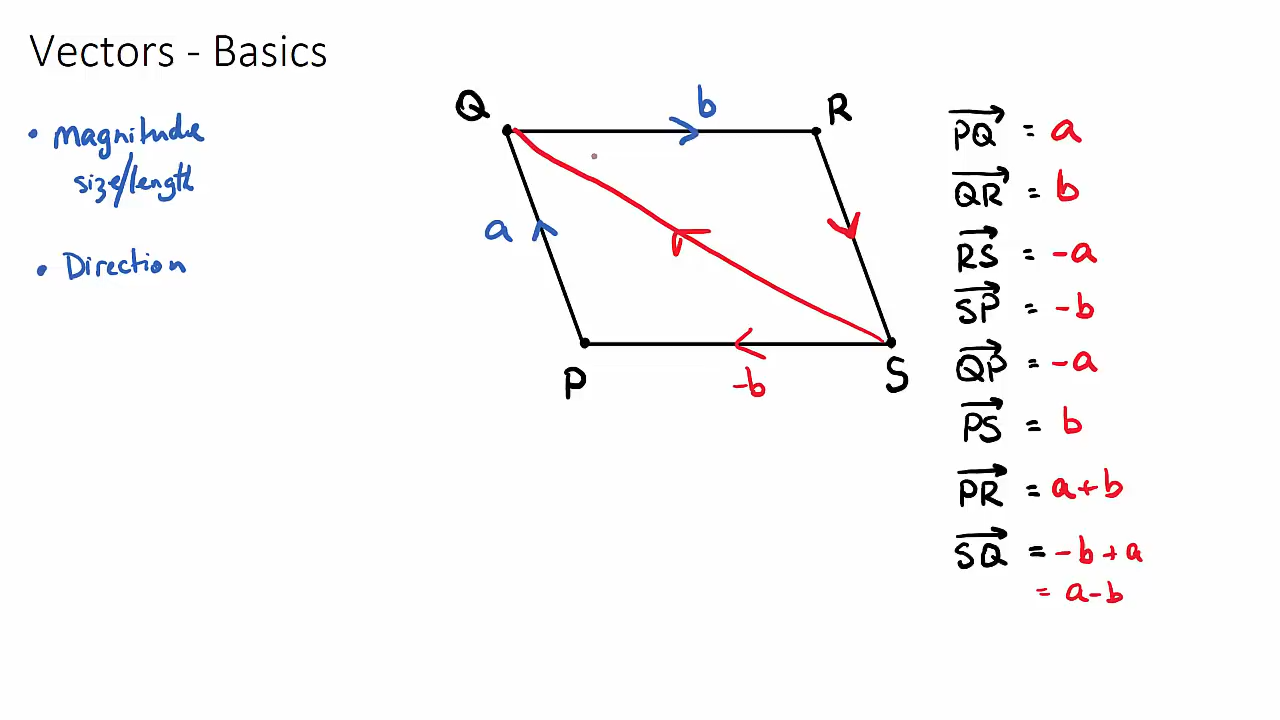 Vectors - Basics
• Magnitude
size/length
• Direction
Q
b
R
a
P
-b
S
PQ = a
QR = b
RS = -a
SP = -b
QP = -a
PS = b
PR = a+b
SQ = -b+a
= a-b